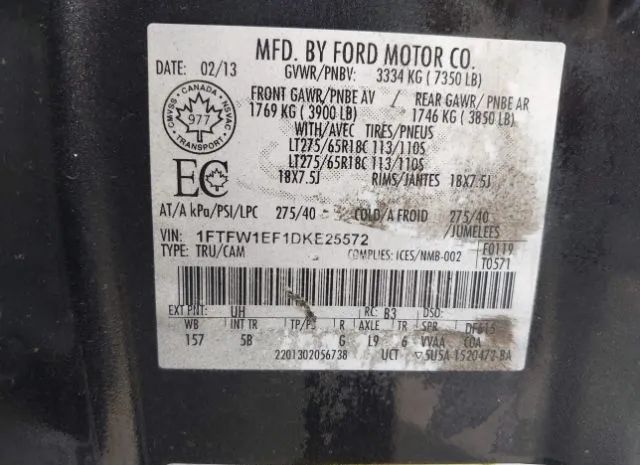 MFD. BY FORD MOTOR CO.
DATE: 02/13 GVWR/PNBV: 3334 KG ( 7350 LB)
FRONT GAWR/PNBE AV REAR GAWR/ PNBE AR
1769 KG ( 3900 LB) 1746 KG ( 3850 LB)
WITH/AVEC TIRES/PNEUS
LT275/65R18C 113/110S
LT275/65R18C 113/110S
18X7.5J RIMS/JANTES 18X7.5J
CANADA
CMVSS NSVAC
977
TRANSPORT
EC
AT/A kPa/PSI/LPC 275/40 COLD/A FROID 275/40
/JUMELEES
VIN: 1FTFW1EF1DKE25572
TYPE: TRU/CAM COMPLIES: ICES/NMB-002
F0119
T0571
EXT PNT: UH RC: B3 DSO:
WB INT TR TP/PS R AXLE TR SPR
157 5B G L9 6 VVAA COA
2201302056738 UCT 5U5A-1520472-BA